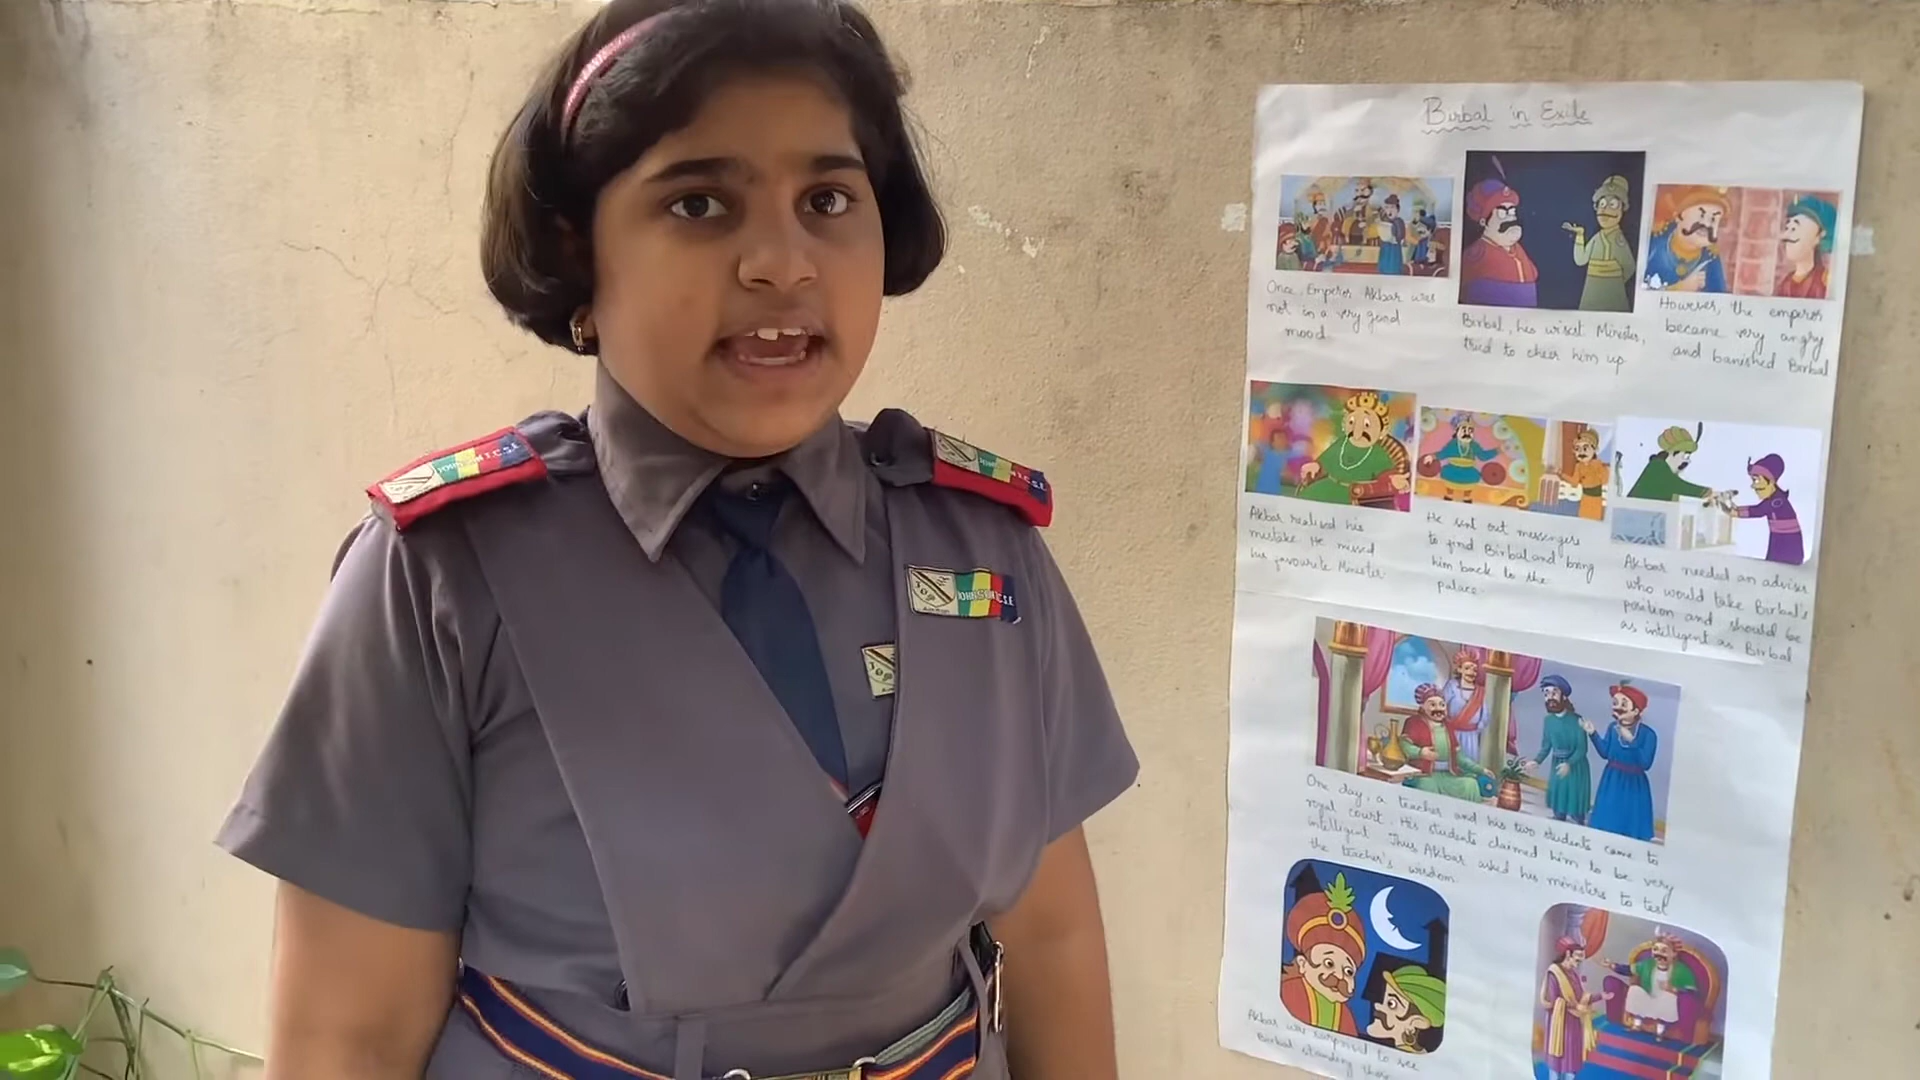 Birbal in Exile
Once, Emperor Akbar was
not in a very good
mood.
Birbal, his wisest Minister,
tried to cheer him up
However, the emperor
became very angry
and banished Birbal
Akbar realised his
mistake. He missed
his favourite Minister.
He sent out messengers
to find Birbal and bring
him back to the
palace.
Akbar needed an adviser
who would take Birbal's
position and should be
as intelligent as Birbal
One day, a teacher and his two students came to
royal court. His students claimed him to be very
intelligent. Thus Akbar asked his ministers to test
the teacher's wisdom.
Akbar was surprised to see
Birbal standing there
JOHNSON I.C.S.E